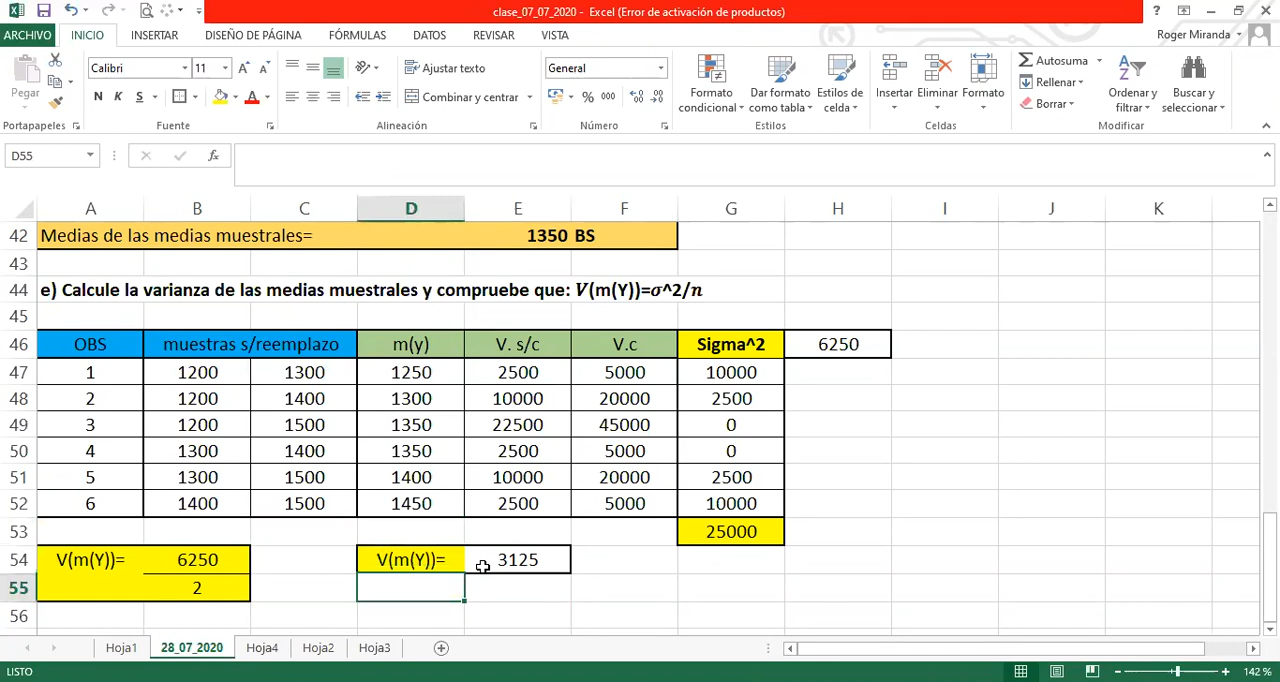 clase_07_07_2020 - Excel (Error de activación de productos)
ARCHIVO INICIO INSERTAR DISEÑO DE PÁGINA FÓRMULAS DATOS REVISAR VISTA Roger Miranda
Pegar
Calibri 11
N K S
Ajustar texto
Combinar y centrar
General
% 000
Formato condicional
Dar formato como tabla
Estilos de celda
Insertar Eliminar Formato
Autosuma
Rellenar
Borrar
Ordenar y filtrar
Buscar y seleccionar
Portapapeles Fuente Alineación Número Estilos Celdas Modificar
D55 fx
A B C D E F G H I J K
42 Medias de las medias muestrales= 1350 BS
43
44 e) Calcule la varianza de las medias muestrales y compruebe que: V(m(Y))=σ^2/n
45
46 OBS muestras s/reemplazo m(y) V. s/c V.c Sigma^2 6250
47 1 1200 1300 1250 2500 5000 10000
48 2 1200 1400 1300 10000 20000 2500
49 3 1200 1500 1350 22500 45000 0
50 4 1300 1400 1350 2500 5000 0
51 5 1300 1500 1400 10000 20000 2500
52 6 1400 1500 1450 2500 5000 10000
53 25000
54 V(m(Y))= 6250 V(m(Y))= 3125
55 2
56
Hoja1 28_07_2020 Hoja4 Hoja2 Hoja3
LISTO 142 %